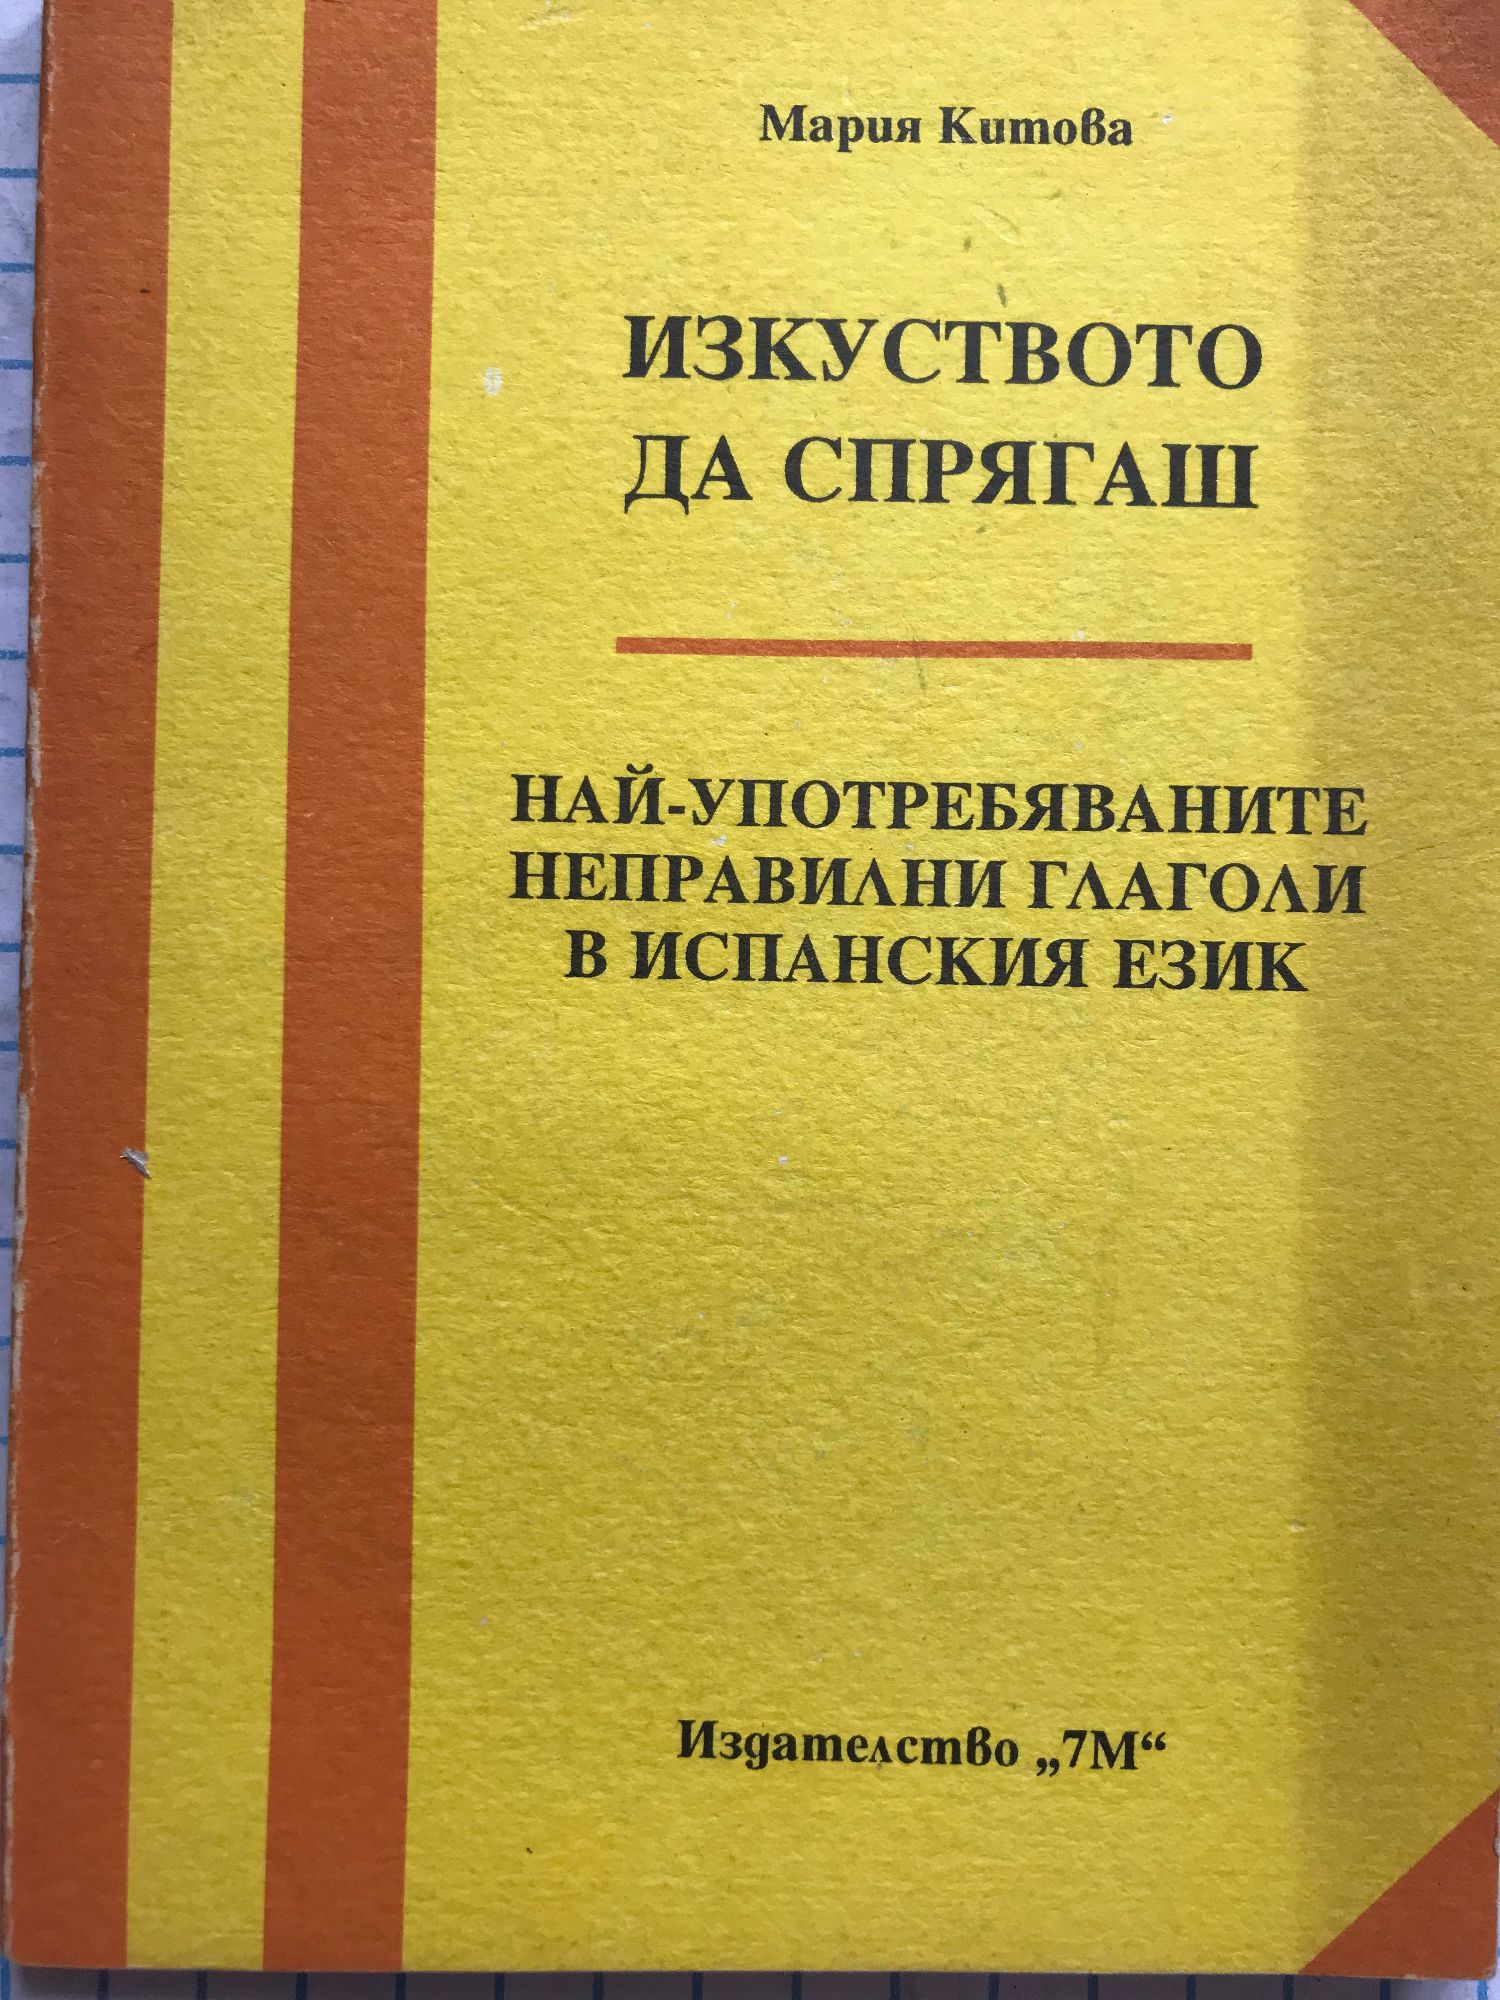 Мария Китова
ИЗКУСТВОТО
ДА СПРЯГАШ
НАЙ-УПОТРЕБЯВАНИТЕ
НЕПРАВИЛНИ ГЛАГОЛИ
В ИСПАНСКИЯ ЕЗИК
Издателство „7М“